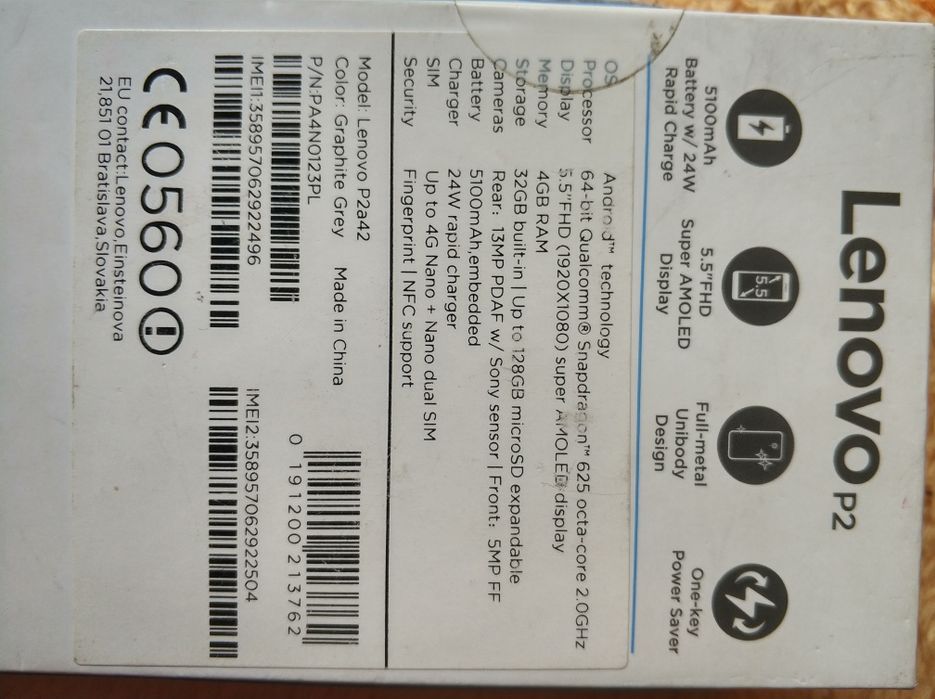 Lenovo P2
5100mAh
Battery w/ 24W
Rapid Charge
5.5"FHD
Super AMOLED
Display
5.5
Full-metal
Unibody
Design
One-key
Power Saver
OS Android™ technology
Processor 64-bit Qualcomm® Snapdragon™ 625 octa-core 2.0GHz
Display 5.5"FHD (1920X1080) super AMOLED display
Memory 4GB RAM
Storage 32GB built-in | Up to 128GB microSD expandable
Cameras Rear: 13MP PDAF w/ Sony sensor | Front: 5MP FF
Battery 5100mAh,embedded
Charger 24W rapid charger
SIM Up to 4G Nano + Nano dual SIM
Security Fingerprint | NFC support
Model: Lenovo P2a42
Color: Graphite Grey Made in China
P/N:PA4N0123PL
0 191200 213762
IMEI1:358957062922496
IMEI2:358957062922504
CE0560
EU contact:Lenovo,Einsteinova
21,851 01 Bratislava,Slovakia